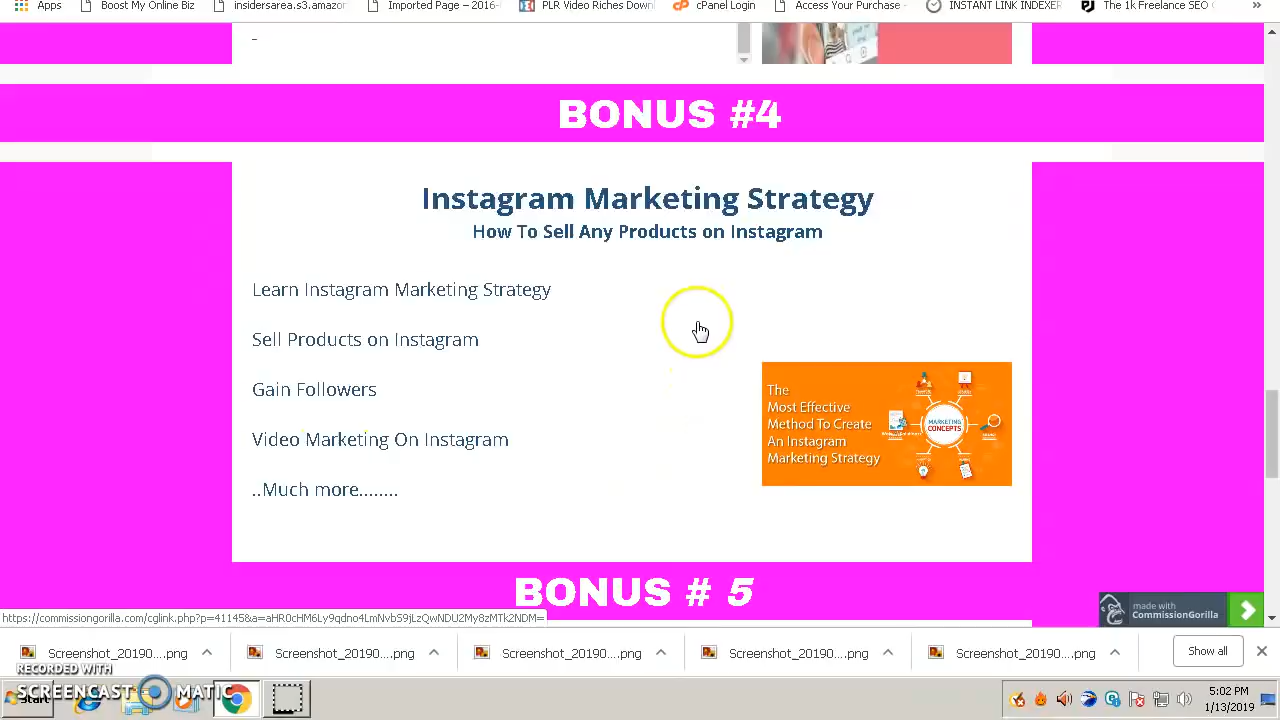 Apps
Boost My Online Biz
insidersarea.s3.amazor
Imported Page – 2016-
PLR Video Riches Down
cPanel Login
Access Your Purchase -
INSTANT LINK INDEXER
The 1k Freelance SEO
»
BONUS #4
Instagram Marketing Strategy
How To Sell Any Products on Instagram
Learn Instagram Marketing Strategy
Sell Products on Instagram
Gain Followers
Video Marketing On Instagram
..Much more........
The
Most Effective
Method To Create
An Instagram
Marketing Strategy
MARKETING
CONCEPTS
BONUS # 5
made with
CommissionGorilla
Screenshot_20190....png
Screenshot_20190....png
Screenshot_20190....png
Screenshot_20190....png
Screenshot_20190....png
Show all
RECORDED WITH
SCREENCAST MATIC
Start
5:02 PM
1/13/2019